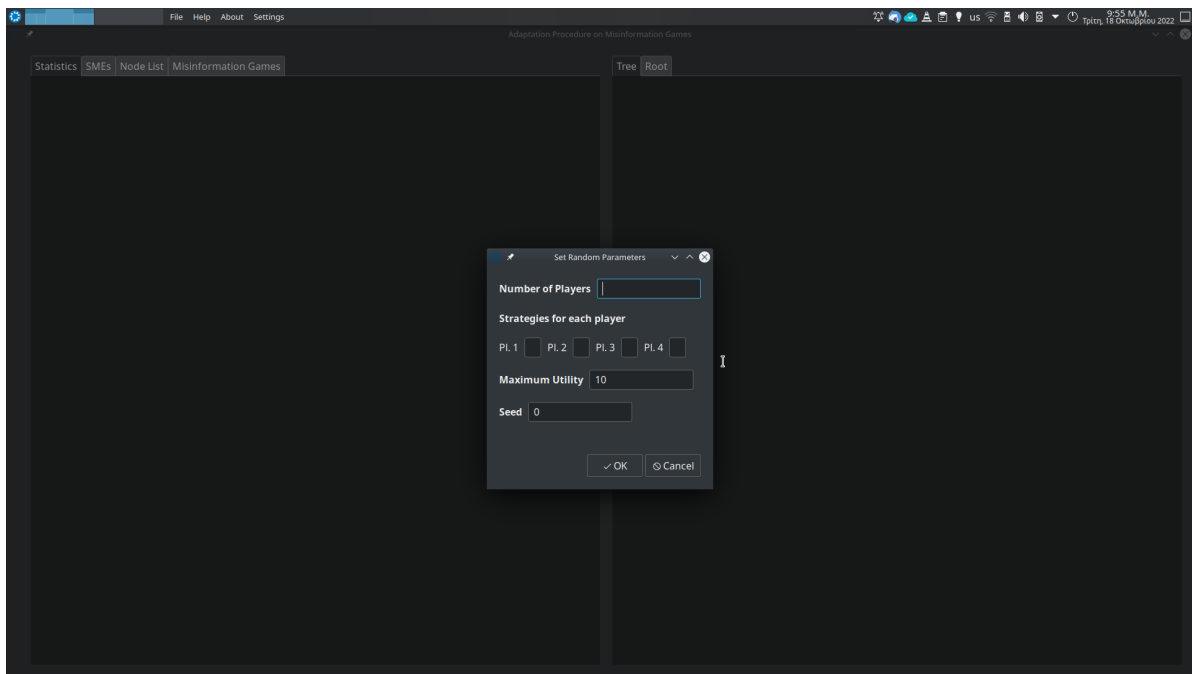 File Help About Settings
us
9:55 Μ.Μ.
Τρίτη, 18 Οκτωβρίου 2022
Adaptation Procedure on Misinformation Games
Statistics SMEs Node List Misinformation Games
Tree Root
Set Random Parameters
Number of Players
Strategies for each player
Pl. 1 Pl. 2 Pl. 3 Pl. 4
Maximum Utility 10
Seed 0
OK Cancel